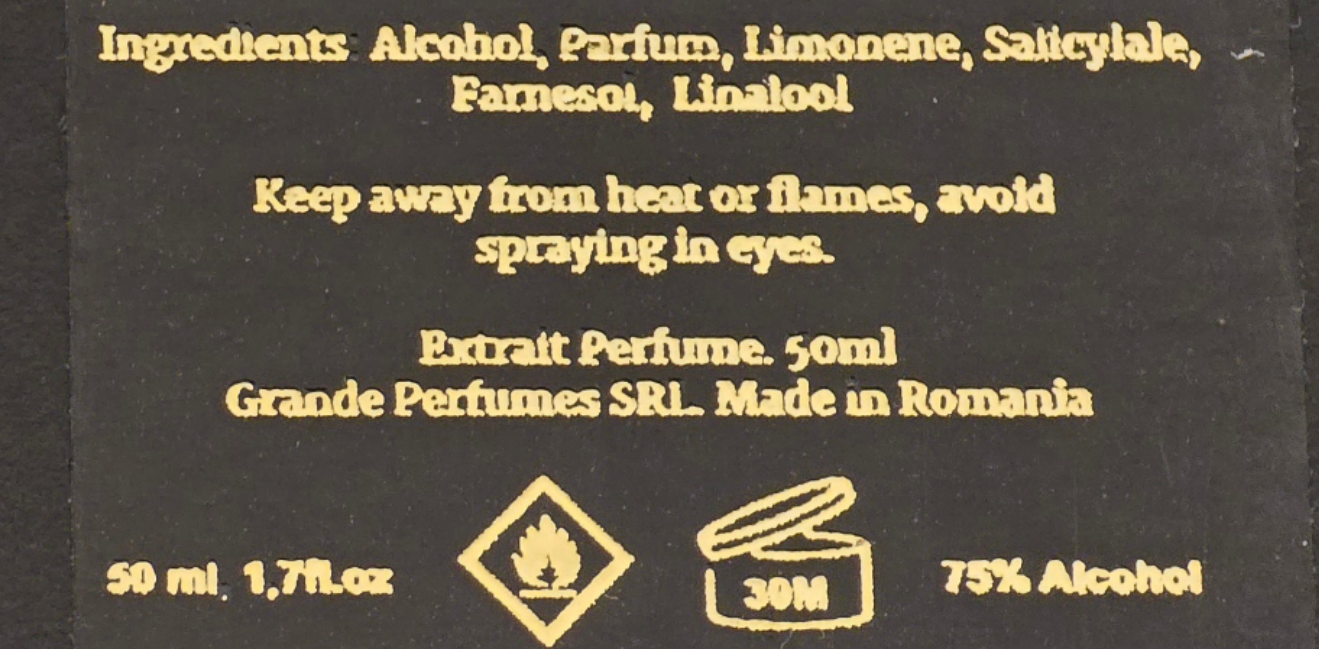 Ingredients: Alcohol, Parfum, Limonene, Salicylale,
Farnesol, Linalool
Keep away from heat or flames, avoid
spraying in eyes.
Extrait Perfume. 50ml
Grande Perfumes SRL. Made in Romania
50 ml, 1,7fl.oz
30M
75% Alcohol